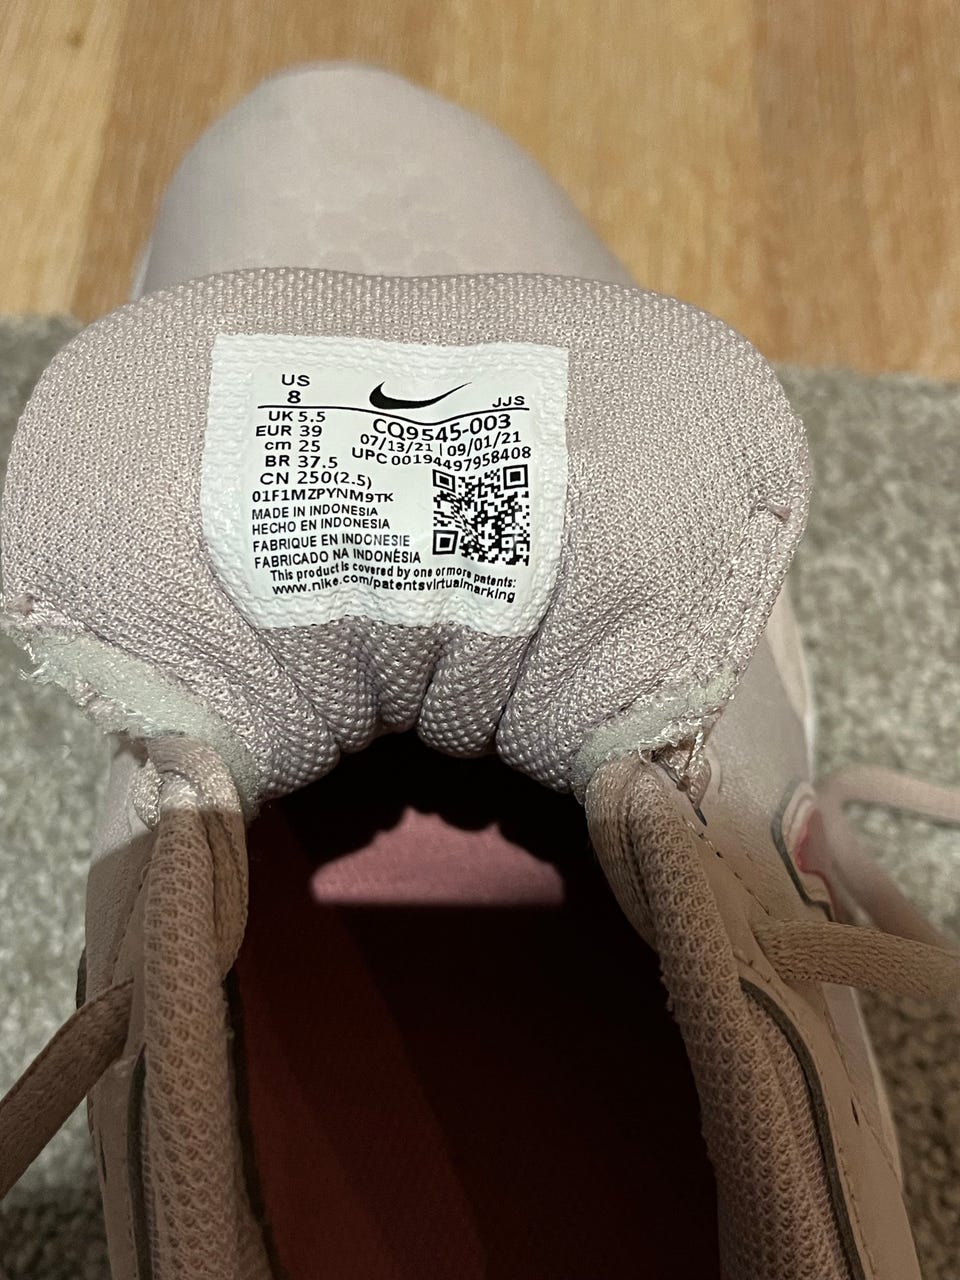 US
8
JJS
UK 5.5
EUR 39
cm 25
BR 37.5
CN 250(2.5)
CQ9545-003
07/13/21 | 09/01/21
UPC 00194497958408
01F1MZPYNM9TK
MADE IN INDONESIA
HECHO EN INDONESIA
FABRIQUE EN INDONESIE
FABRICADO NA INDONÉSIA
This product is covered by one or more patents:
www.nike.com/patentsvirtualmarking